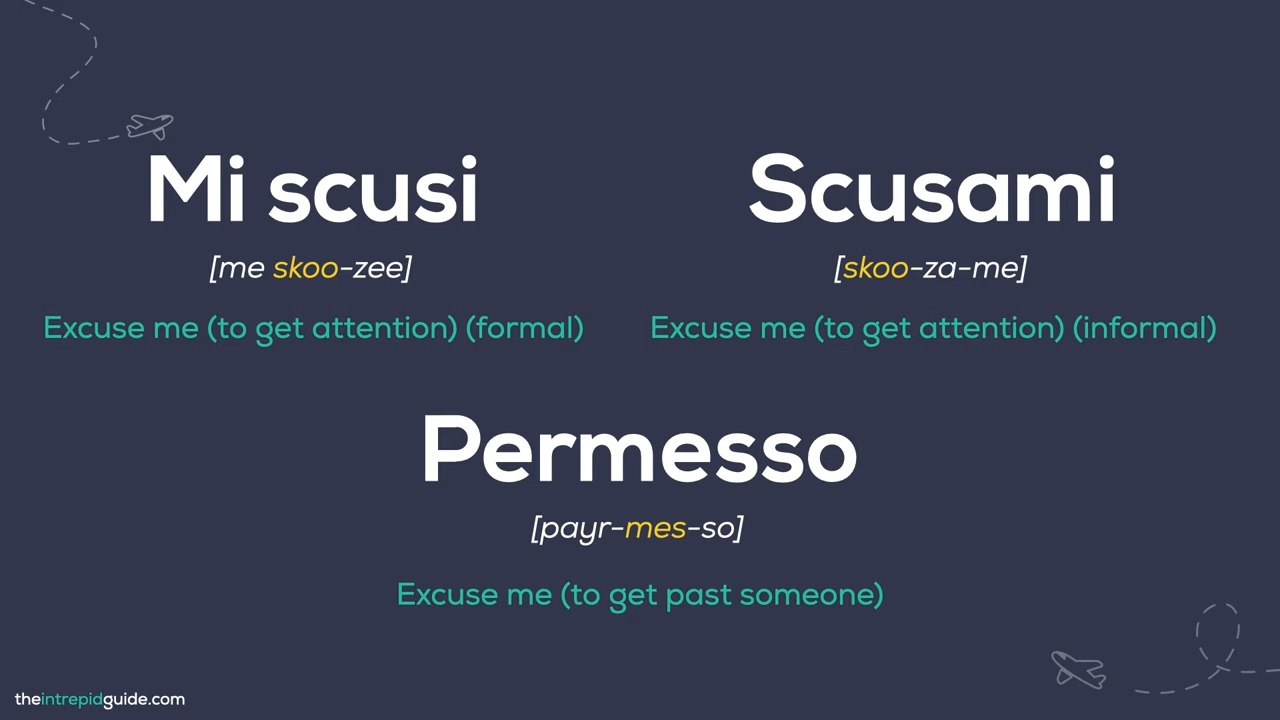 Mi scusi
[me skoo-zee]
Excuse me (to get attention) (formal)
Scusami
[skoo-za-me]
Excuse me (to get attention) (informal)
Permesso
[payr-mes-so]
Excuse me (to get past someone)
theintrepidguide.com